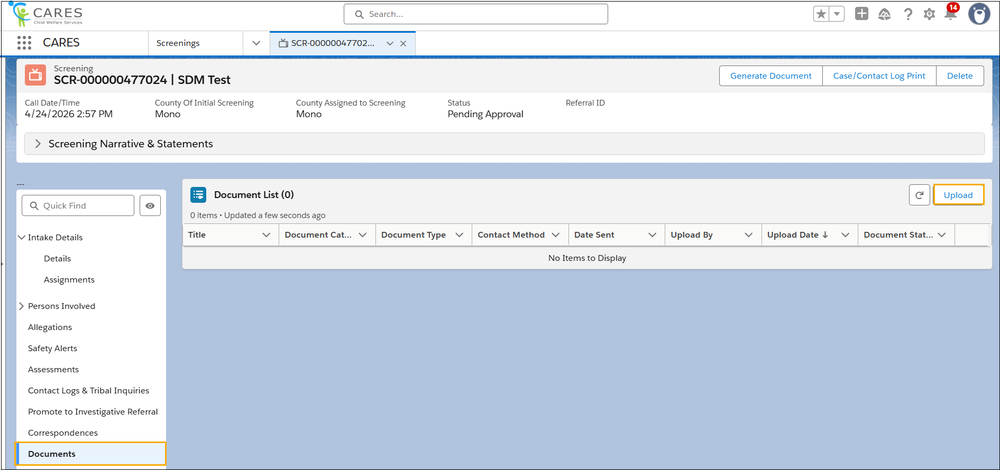 CARES
Child Welfare Services
Search...
14
CARES
Screenings
SCR-00000047702...
Screening
SCR-000000477024 | SDM Test
Generate Document
Case/Contact Log Print
Delete
Call Date/Time
4/24/2026 2:57 PM
County Of Initial Screening
Mono
County Assigned to Screening
Mono
Status
Pending Approval
Referral ID
Screening Narrative & Statements
---
Quick Find
Intake Details
Details
Assignments
Persons Involved
Allegations
Safety Alerts
Assessments
Contact Logs & Tribal Inquiries
Promote to Investigative Referral
Correspondences
Documents
Document List (0)
Upload
0 items • Updated a few seconds ago
Title
Document Cat...
Document Type
Contact Method
Date Sent
Upload By
Upload Date
Document Stat...
No Items to Display